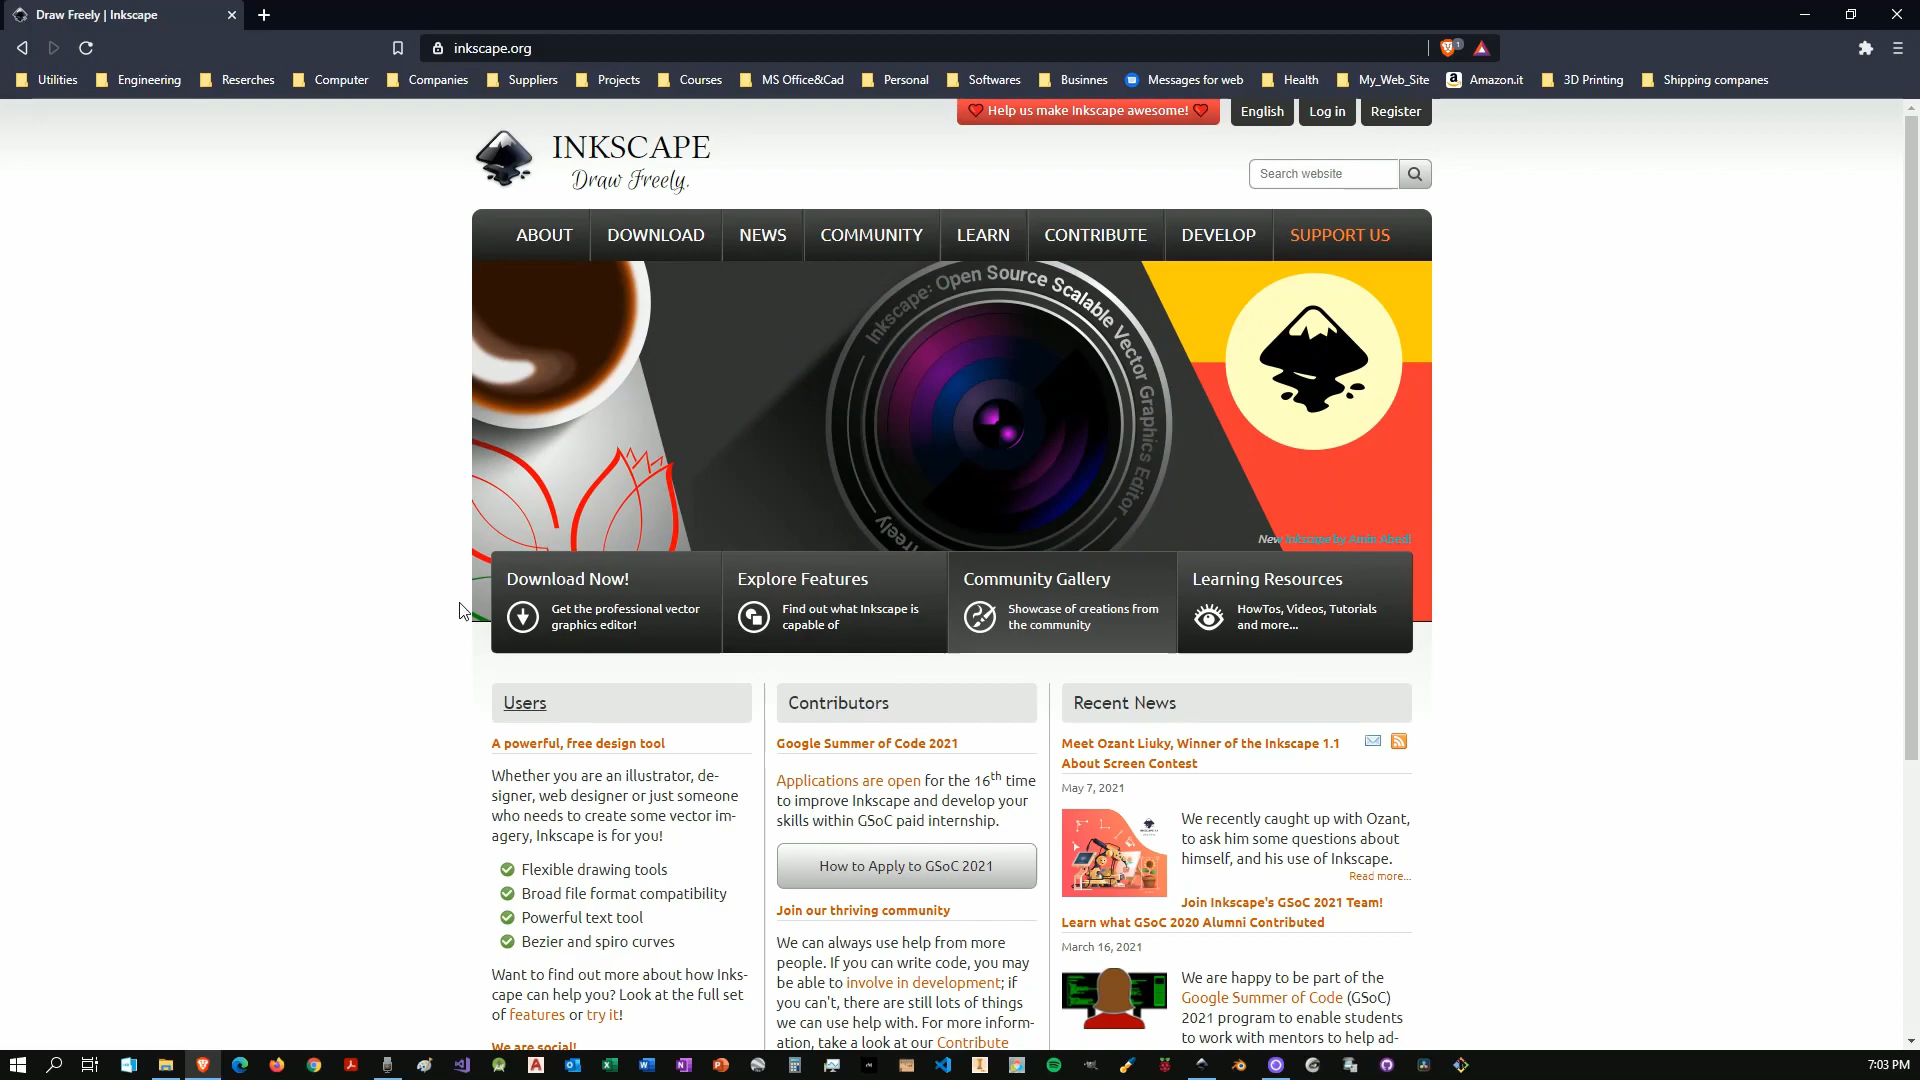 Draw Freely | Inkscape
inkscape.org
1
Utilities
Engineering
Reserches
Computer
Companies
Suppliers
Projects
Courses
MS Office&Cad
Personal
Softwares
Businnes
Messages for web
Health
My_Web_Site
Amazon.it
3D Printing
Shipping companes
Help us make Inkscape awesome!
English
Log in
Register
INKSCAPE
Draw Freely.
Search website
ABOUT
DOWNLOAD
NEWS
COMMUNITY
LEARN
CONTRIBUTE
DEVELOP
SUPPORT US
Inkscape: Open Source Scalable Vector Graphics Editor
Freely
New Inkscape by Amin Abedi
Download Now!
Get the professional vector
graphics editor!
Explore Features
Find out what Inkscape is
capable of
Community Gallery
Showcase of creations from
the community
Learning Resources
HowTos, Videos, Tutorials
and more...
Users
A powerful, free design tool
Whether you are an illustrator, de-
signer, web designer or just someone
who needs to create some vector im-
agery, Inkscape is for you!
Flexible drawing tools
Broad file format compatibility
Powerful text tool
Bezier and spiro curves
Want to find out more about how Inks-
cape can help you? Look at the full set
of features or try it!
We are social!
Contributors
Google Summer of Code 2021
Applications are open for the 16th time
to improve Inkscape and develop your
skills within GSoC paid internship.
How to Apply to GSoC 2021
Join our thriving community
We can always use help from more
people. If you can write code, you may
be able to involve in development; if
you can't, there are still lots of things
we can use help with. For more inform-
ation, take a look at our Contribute
Recent News
Meet Ozant Liuky, Winner of the Inkscape 1.1
About Screen Contest
May 7, 2021
We recently caught up with Ozant,
to ask him some questions about
himself, and his use of Inkscape.
Read more...
Join Inkscape's GSoC 2021 Team!
Learn what GSoC 2020 Alumni Contributed
March 16, 2021
We are happy to be part of the
Google Summer of Code (GSoC)
2021 program to enable students
to work with mentors to help ad-
7:03 PM